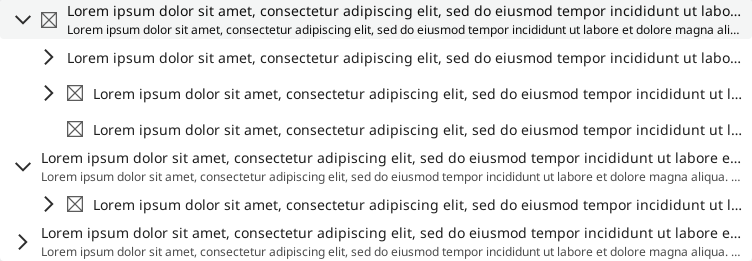 Lorem ipsum dolor sit amet, consectetur adipiscing elit, sed do eiusmod tempor incididunt ut labo...
Lorem ipsum dolor sit amet, consectetur adipiscing elit, sed do eiusmod tempor incididunt ut labore et dolore magna ali...
Lorem ipsum dolor sit amet, consectetur adipiscing elit, sed do eiusmod tempor incididunt ut labo...
Lorem ipsum dolor sit amet, consectetur adipiscing elit, sed do eiusmod tempor incididunt ut l...
Lorem ipsum dolor sit amet, consectetur adipiscing elit, sed do eiusmod tempor incididunt ut l...
Lorem ipsum dolor sit amet, consectetur adipiscing elit, sed do eiusmod tempor incididunt ut labore e...
Lorem ipsum dolor sit amet, consectetur adipiscing elit, sed do eiusmod tempor incididunt ut labore et dolore magna aliqua. ...
Lorem ipsum dolor sit amet, consectetur adipiscing elit, sed do eiusmod tempor incididunt ut l...
Lorem ipsum dolor sit amet, consectetur adipiscing elit, sed do eiusmod tempor incididunt ut labore e...
Lorem ipsum dolor sit amet, consectetur adipiscing elit, sed do eiusmod tempor incididunt ut labore et dolore magna aliqua. ...